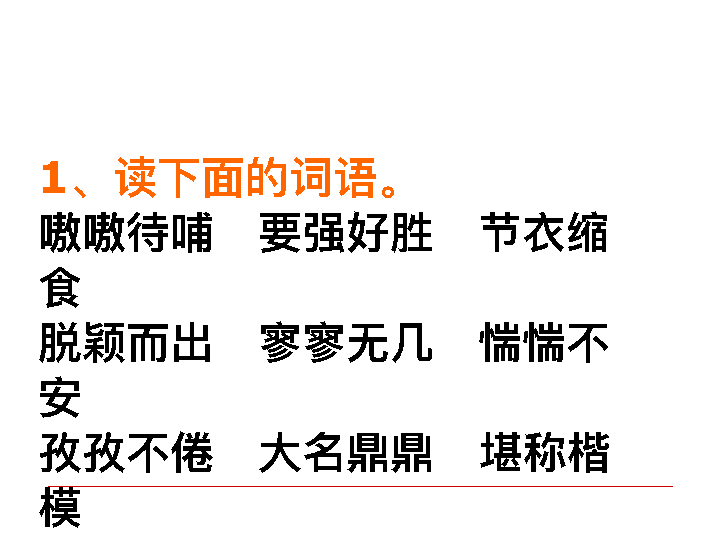 1、读下面的词语。
嗷嗷待哺 要强好胜 节衣缩
食
脱颖而出 寥寥无几 惴惴不
安
孜孜不倦 大名鼎鼎 堪称楷
模